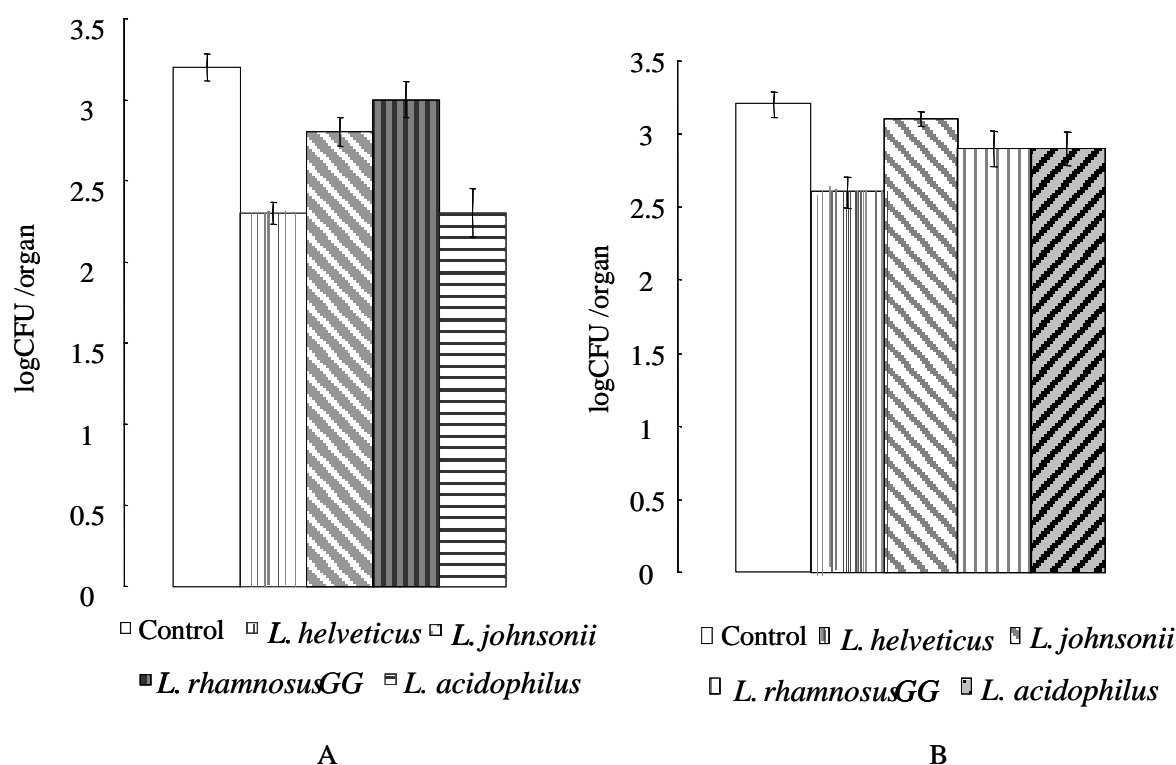 logCFU /organ
3.5
3
2.5
2
1.5
1
0.5
0
Control L. helveticus L. johnsonii
L. rhamnosusGG L. acidophilus
A
logCFU /organ
3.5
3
2.5
2
1.5
1
0.5
0
Control L. helveticus L. johnsonii
L. rhamnosusGG L. acidophilus
B